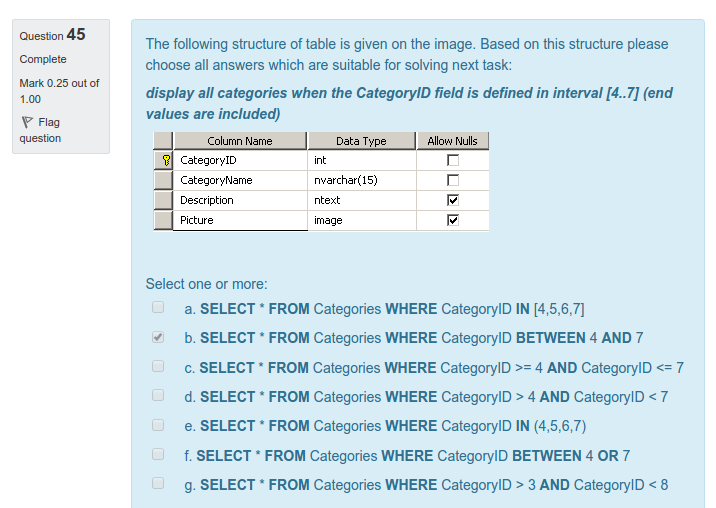 Question 45
Complete
Mark 0.25 out of
1.00
Flag
question
The following structure of table is given on the image. Based on this structure please
choose all answers which are suitable for solving next task:
display all categories when the CategoryID field is defined in interval [4..7] (end
values are included)
Column Name Data Type Allow Nulls
CategoryID int
CategoryName nvarchar(15)
Description ntext
Picture image
Select one or more:
a. SELECT * FROM Categories WHERE CategoryID IN [4,5,6,7]
b. SELECT * FROM Categories WHERE CategoryID BETWEEN 4 AND 7
c. SELECT * FROM Categories WHERE CategoryID >= 4 AND CategoryID <= 7
d. SELECT * FROM Categories WHERE CategoryID > 4 AND CategoryID < 7
e. SELECT * FROM Categories WHERE CategoryID IN (4,5,6,7)
f. SELECT * FROM Categories WHERE CategoryID BETWEEN 4 OR 7
g. SELECT * FROM Categories WHERE CategoryID > 3 AND CategoryID < 8